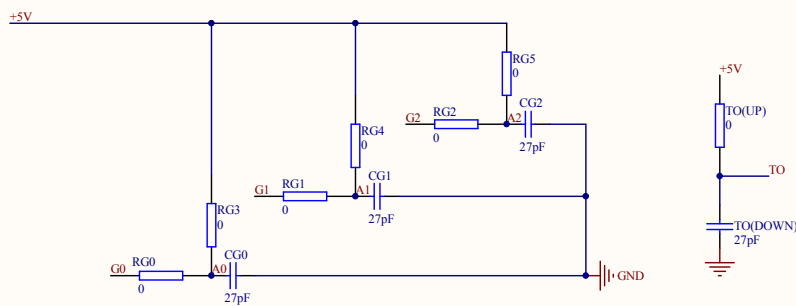 +5V
RG5
0
+5V
RG2
G2
0
A2
CG2
27pF
TO(UP)
0
RG4
0
TO
RG1
G1
0
A1
CG1
27pF
RG3
0
TO(DOWN)
27pF
RG0
G0
0
A0
CG0
27pF
GND